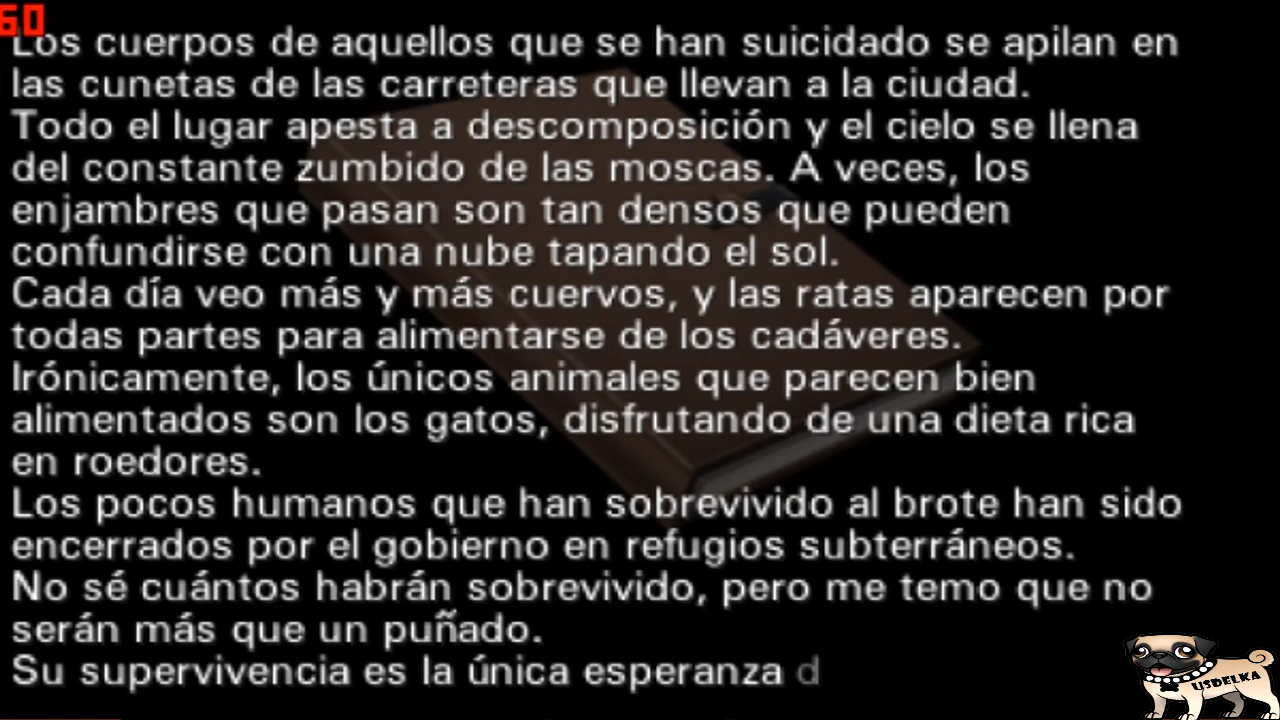 60
Los cuerpos de aquellos que se han suicidado se apilan en
las cunetas de las carreteras que llevan a la ciudad.
Todo el lugar apesta a descomposición y el cielo se llena
del constante zumbido de las moscas. A veces, los
enjambres que pasan son tan densos que pueden
confundirse con una nube tapando el sol.
Cada día veo más y más cuervos, y las ratas aparecen por
todas partes para alimentarse de los cadáveres.
Irónicamente, los únicos animales que parecen bien
alimentados son los gatos, disfrutando de una dieta rica
en roedores.
Los pocos humanos que han sobrevivido al brote han sido
encerrados por el gobierno en refugios subterráneos.
No sé cuántos habrán sobrevivido, pero me temo que no
serán más que un puñado.
Su supervivencia es la única esperanza d
USDELKA